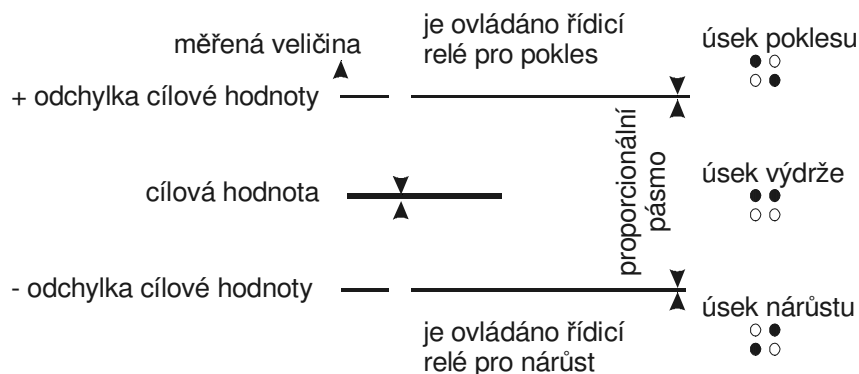 měřená veličina
je ovládáno řídicí
relé pro pokles
úsek poklesu
+ odchylka cílové hodnoty
proporcionální
pásmo
cílová hodnota
úsek výdrže
- odchylka cílové hodnoty
je ovládáno řídicí
relé pro nárůst
úsek nárůstu